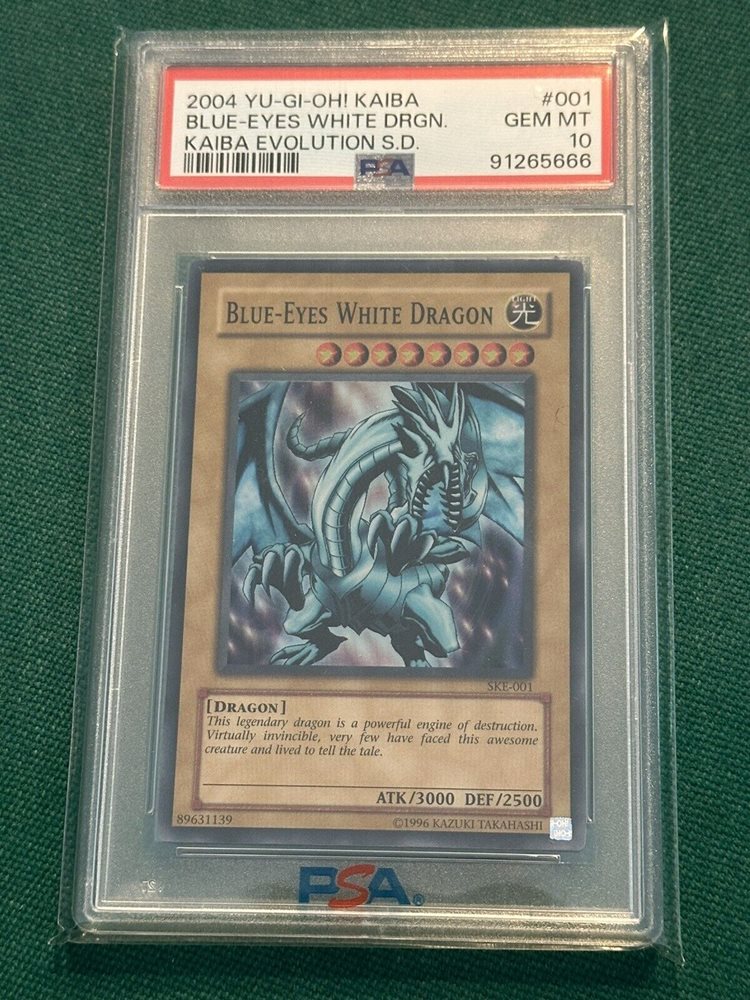 2004 YU-GI-OH! KAIBA #001
BLUE-EYES WHITE DRGN. GEM MT
KAIBA EVOLUTION S.D. 10
PSA 91265666
BLUE-EYES WHITE DRAGON
LIGHT
光
SKE-001
[DRAGON]
This legendary dragon is a powerful engine of destruction.
Virtually invincible, very few have faced this awesome
creature and lived to tell the tale.
ATK/3000 DEF/2500
89631139 ©1996 KAZUKI TAKAHASHI
PSA®